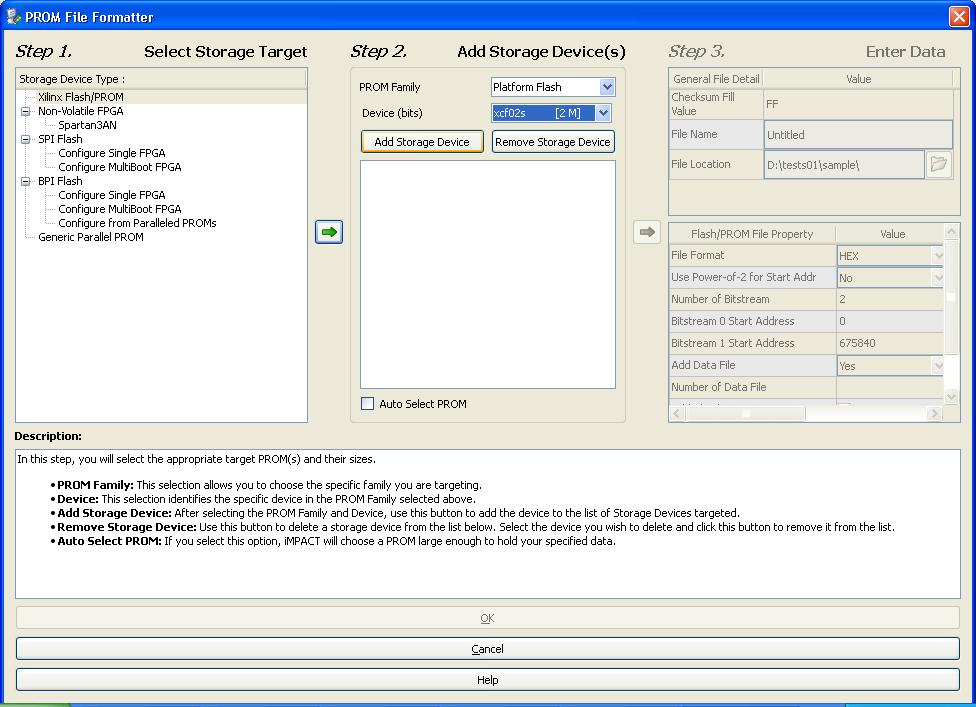 PROM File Formatter
Step 1. Select Storage Target
Storage Device Type :
Xilinx Flash/PROM
Non-Volatile FPGA
Spartan3AN
SPI Flash
Configure Single FPGA
Configure MultiBoot FPGA
BPI Flash
Configure Single FPGA
Configure MultiBoot FPGA
Configure from Paralleled PROMs
Generic Parallel PROM
Step 2. Add Storage Device(s)
PROM Family Platform Flash
Device (bits) xcf02s [2 M]
Add Storage Device Remove Storage Device
Auto Select PROM
Step 3. Enter Data
General File Detail Value
Checksum Fill
Value FF
File Name Untitled
File Location D:\tests01\sample\
Flash/PROM File Property Value
File Format HEX
Use Power-of-2 for Start Addr No
Number of Bitstream 2
Bitstream 0 Start Address 0
Bitstream 1 Start Address 675840
Add Data File Yes
Number of Data File
Description:
In this step, you will select the appropriate target PROM(s) and their sizes.
• PROM Family: This selection allows you to choose the specific family you are targeting.
• Device: This selection identifies the specific device in the PROM Family selected above.
• Add Storage Device: After selecting the PROM Family and Device, use this button to add the device to the list of Storage Devices targeted.
• Remove Storage Device: Use this button to delete a storage device from the list below. Select the device you wish to delete and click this button to remove it from the list.
• Auto Select PROM: If you select this option, iMPACT will choose a PROM large enough to hold your specified data.
OK
Cancel
Help